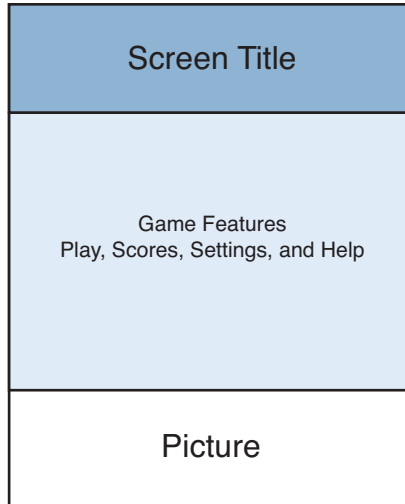 Screen Title
Game Features
Play, Scores, Settings, and Help
Picture